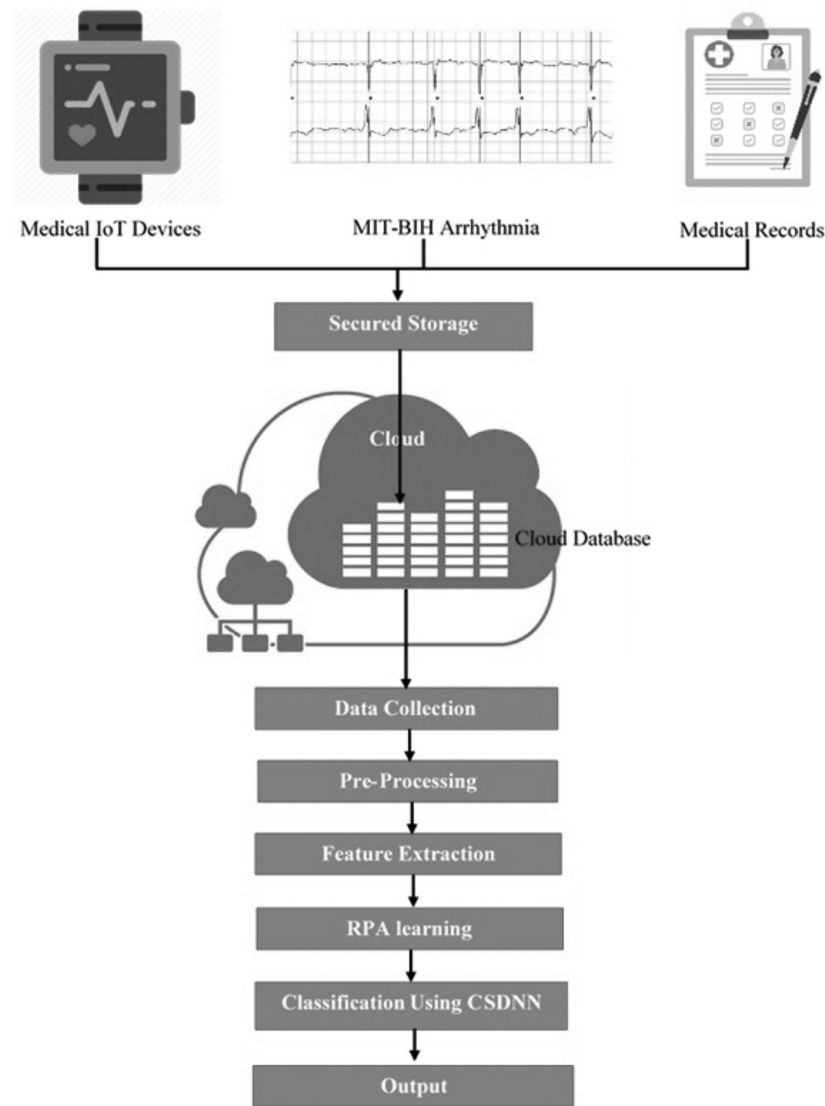 Medical IoT Devices
MIT-BIH Arrhythmia
Medical Records
Secured Storage
Cloud
Cloud Database
Data Collection
Pre-Processing
Feature Extraction
RPA learning
Classification Using CSDNN
Output